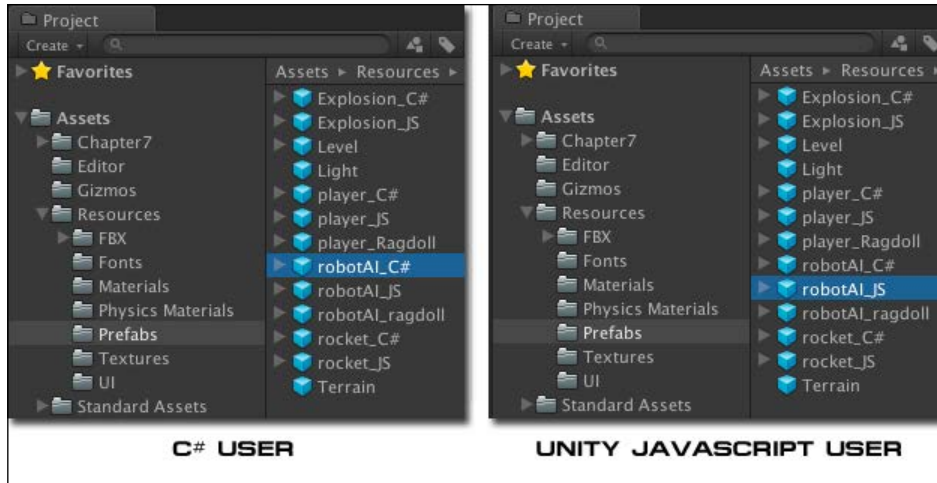 Project
Create
Favorites
Assets
Chapter7
Editor
Gizmos
Resources
FBX
Fonts
Materials
Physics Materials
Prefabs
Textures
UI
Standard Assets
Assets ▸ Resources ▸
Explosion_C#
Explosion_JS
Level
Light
player_C#
player_JS
player_Ragdoll
robotAI_C#
robotAI_JS
robotAI_ragdoll
rocket_C#
rocket_JS
Terrain
C# USER
Project
Create
Favorites
Assets
Chapter7
Editor
Gizmos
Resources
FBX
Fonts
Materials
Physics Materials
Prefabs
Textures
UI
Standard Assets
Assets ▸ Resources ▸
Explosion_C#
Explosion_JS
Level
Light
player_C#
player_JS
player_Ragdoll
robotAI_C#
robotAI_JS
robotAI_ragdoll
rocket_C#
rocket_JS
Terrain
UNITY JAVASCRIPT USER